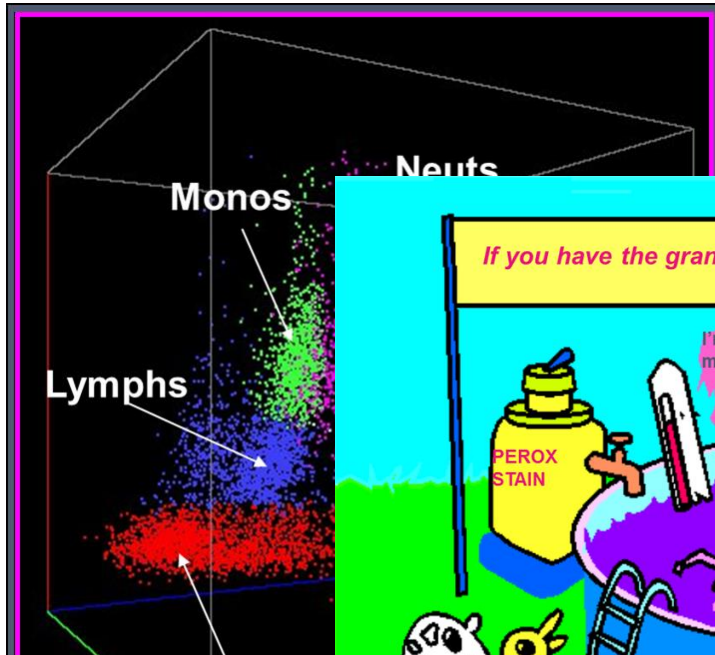 Neuts
Monos
If you have the gran
Lymphs
PEROX
STAIN